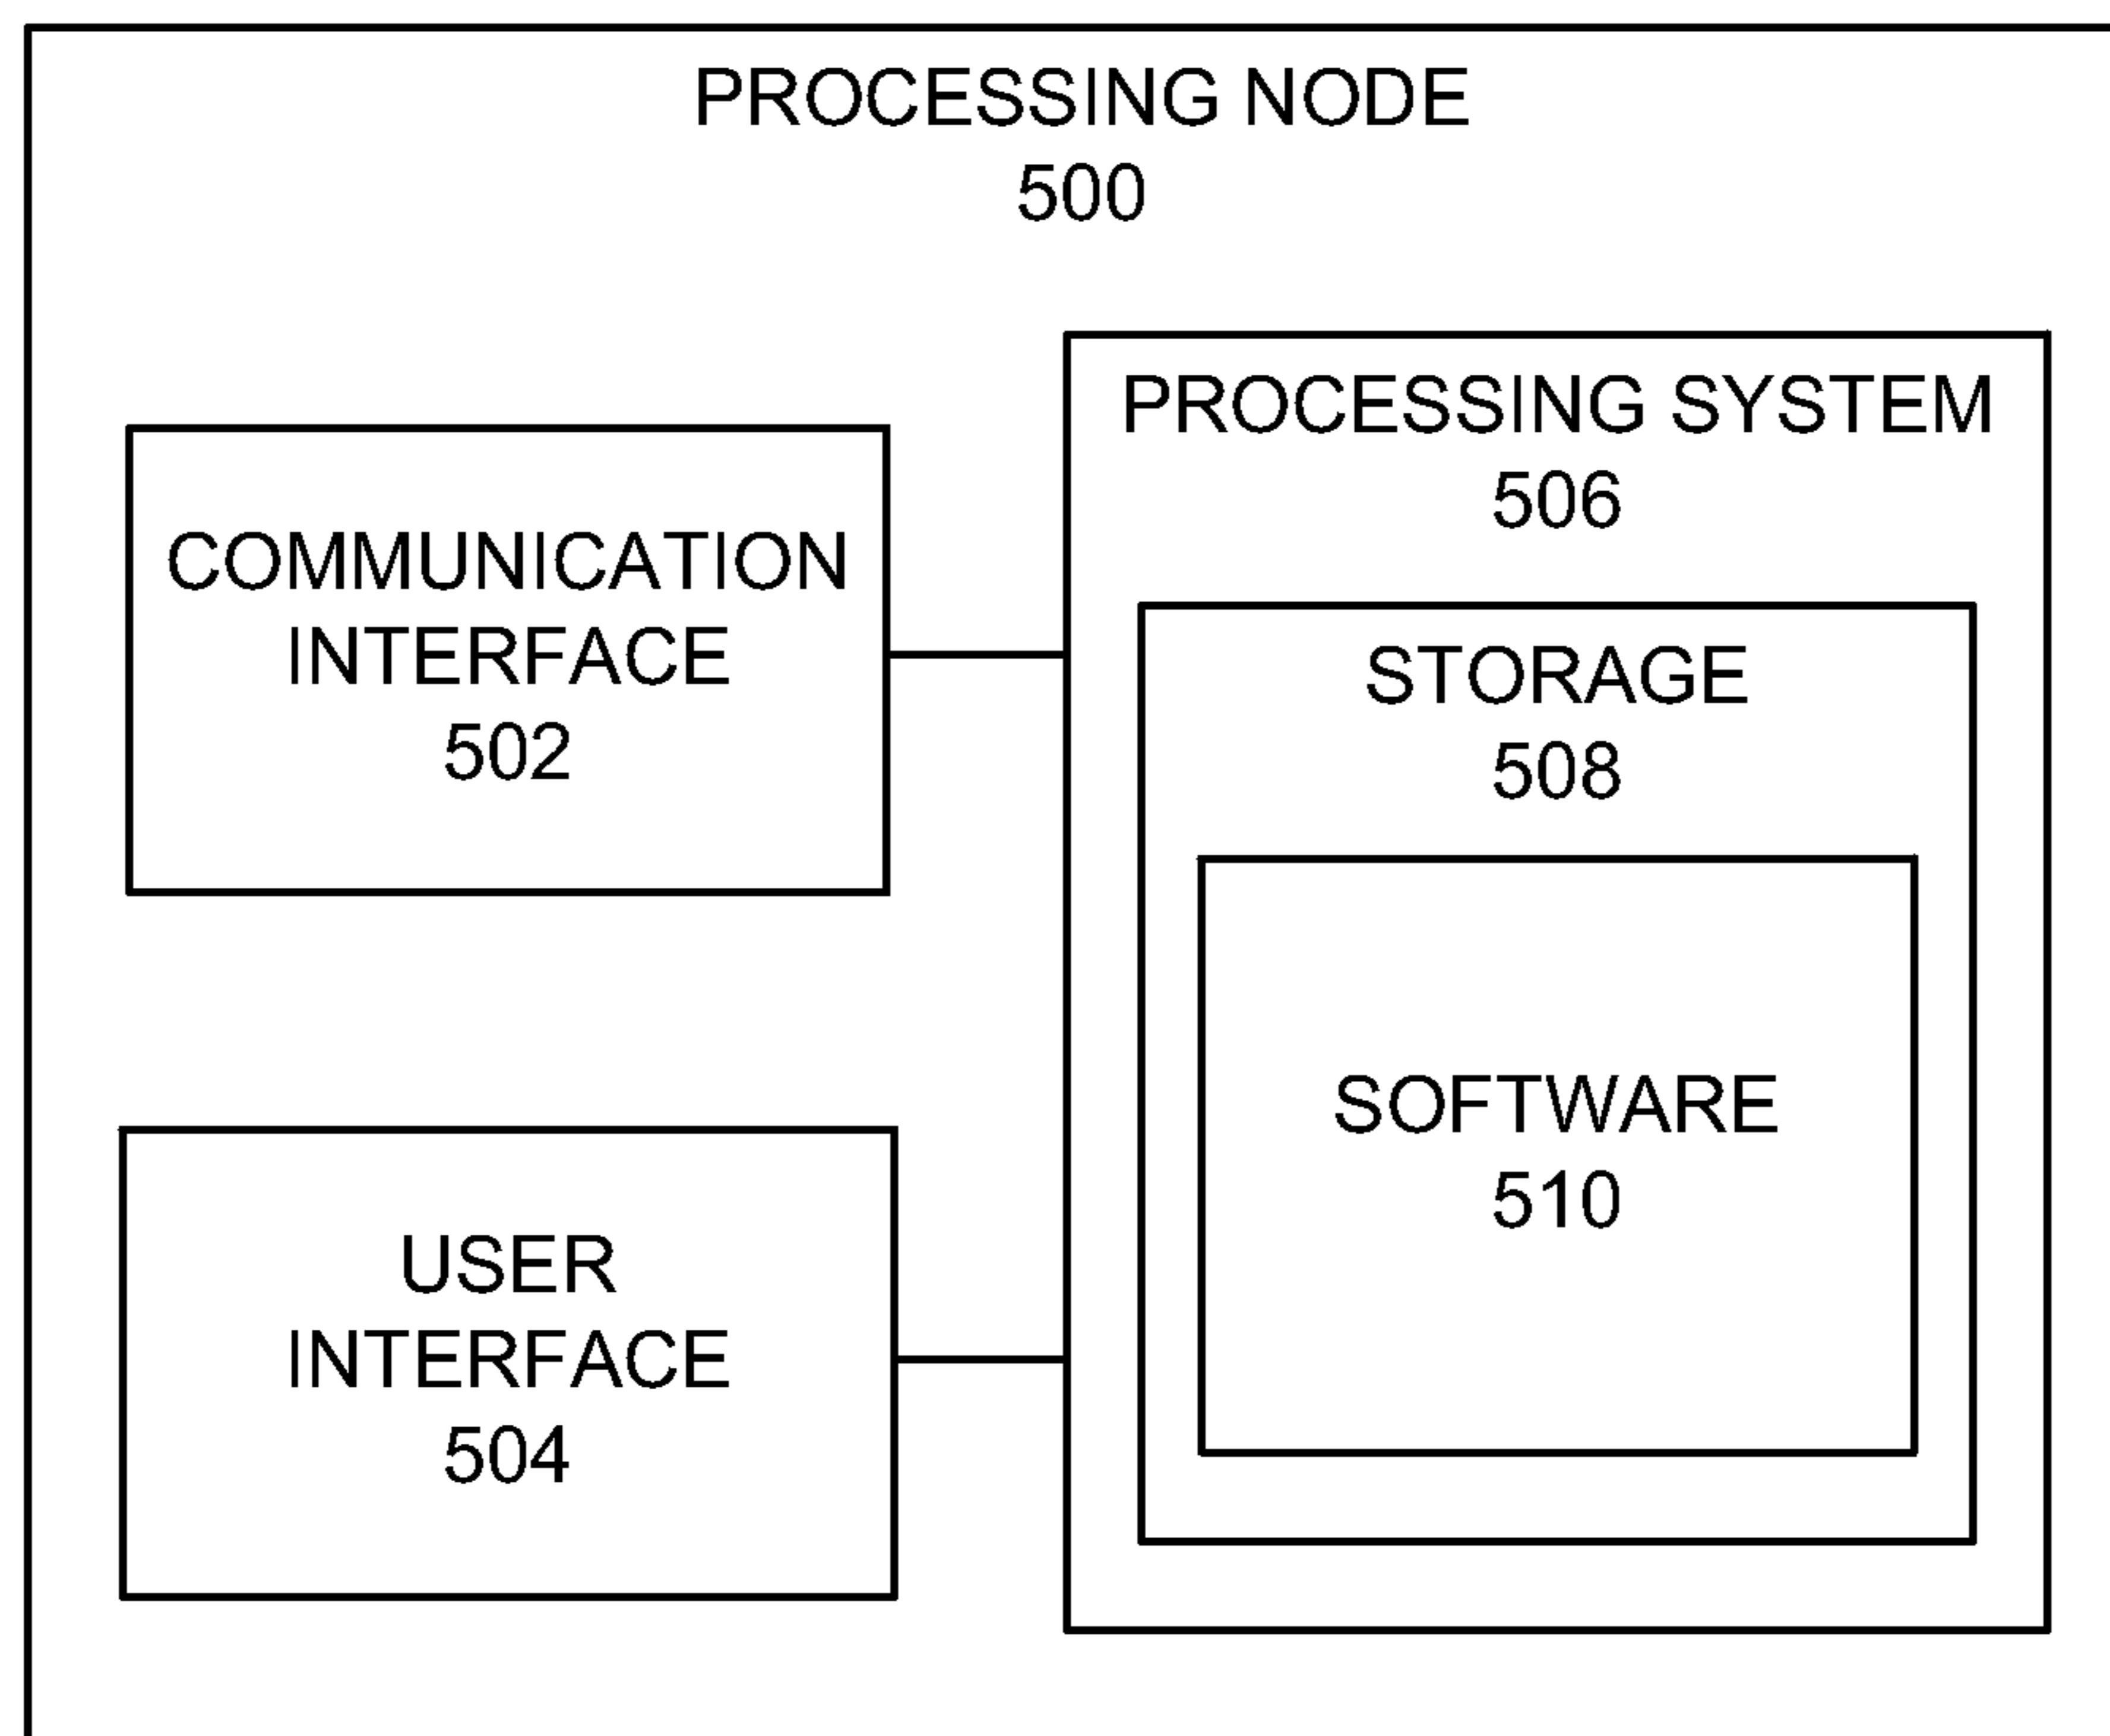 PROCESSING NODE
500
COMMUNICATION
INTERFACE
502
USER
INTERFACE
504
PROCESSING SYSTEM
506
STORAGE
508
SOFTWARE
510